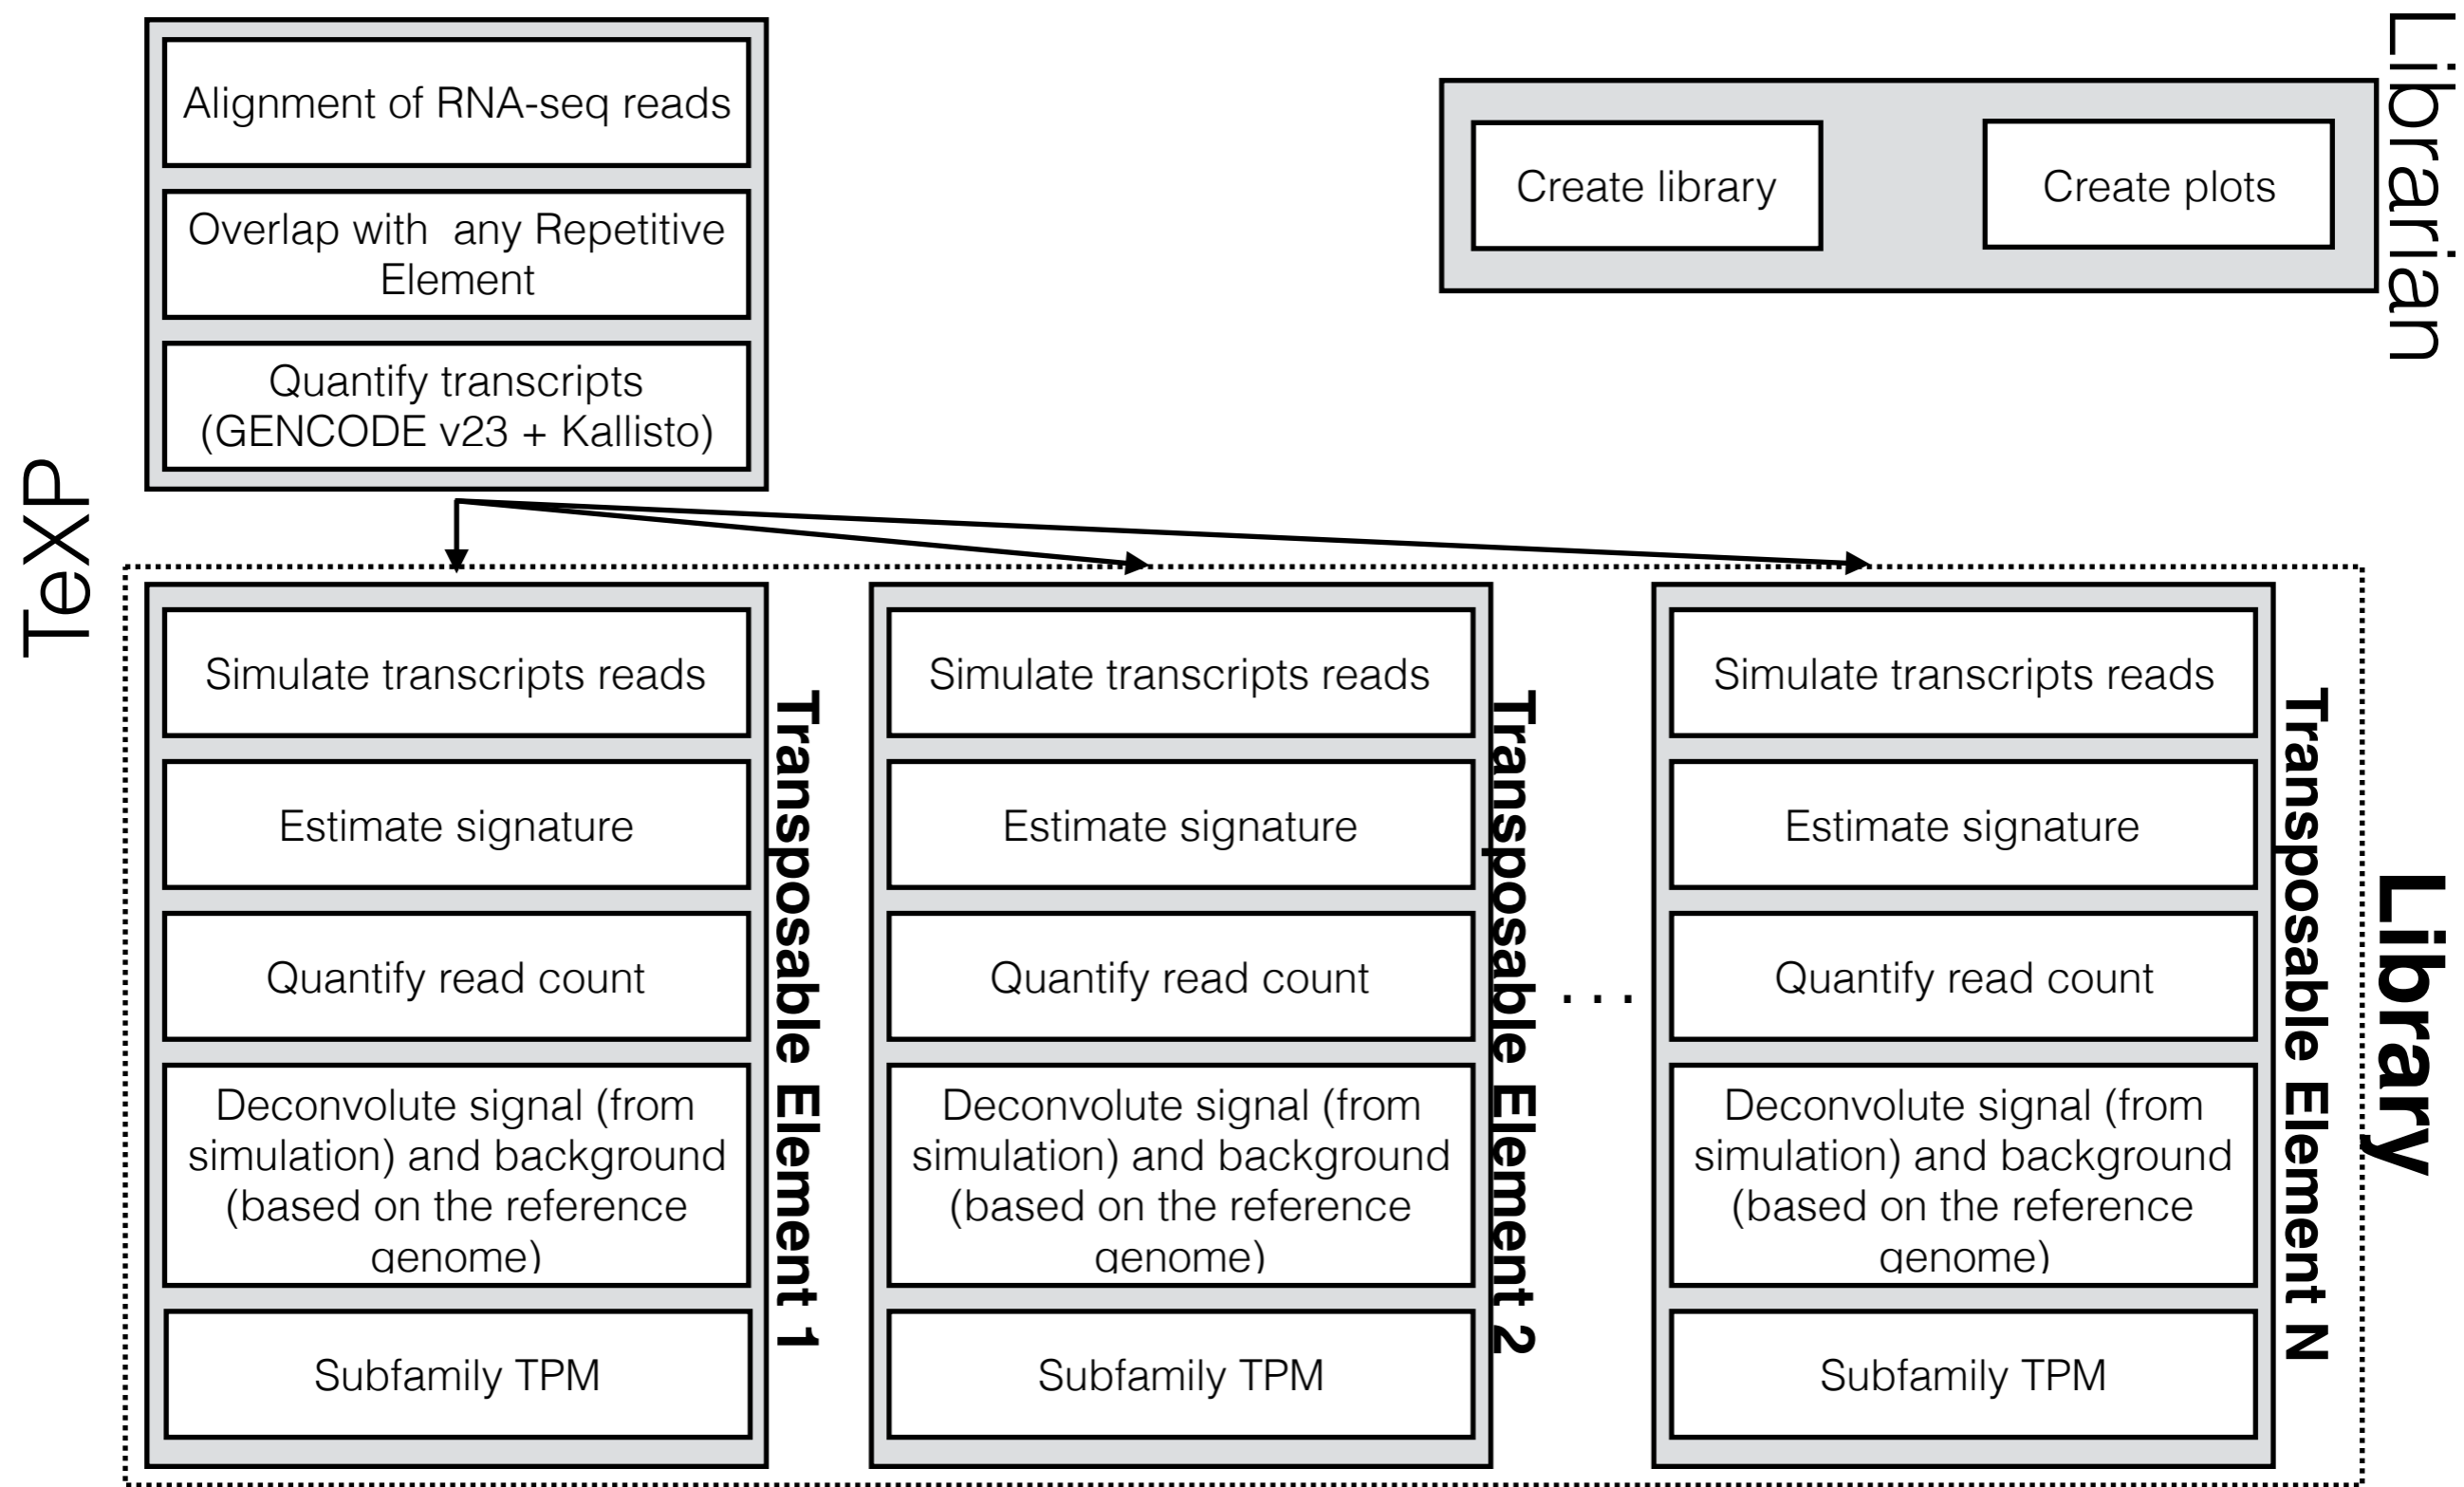 Alignment of RNA-seq reads
Overlap with any Repetitive
Element
Quantify transcripts
(GENCODE v23 + Kallisto)
Create library
Create plots
Librarian
TeXP
Simulate transcripts reads
Estimate signature
Quantify read count
Deconvolute signal (from
simulation) and background
(based on the reference
genome)
Subfamily TPM
Transposable Element 1
Simulate transcripts reads
Estimate signature
Quantify read count
Deconvolute signal (from
simulation) and background
(based on the reference
genome)
Subfamily TPM
Transposable Element 2
...
Simulate transcripts reads
Estimate signature
Quantify read count
Deconvolute signal (from
simulation) and background
(based on the reference
genome)
Subfamily TPM
Transposable Element N
Library